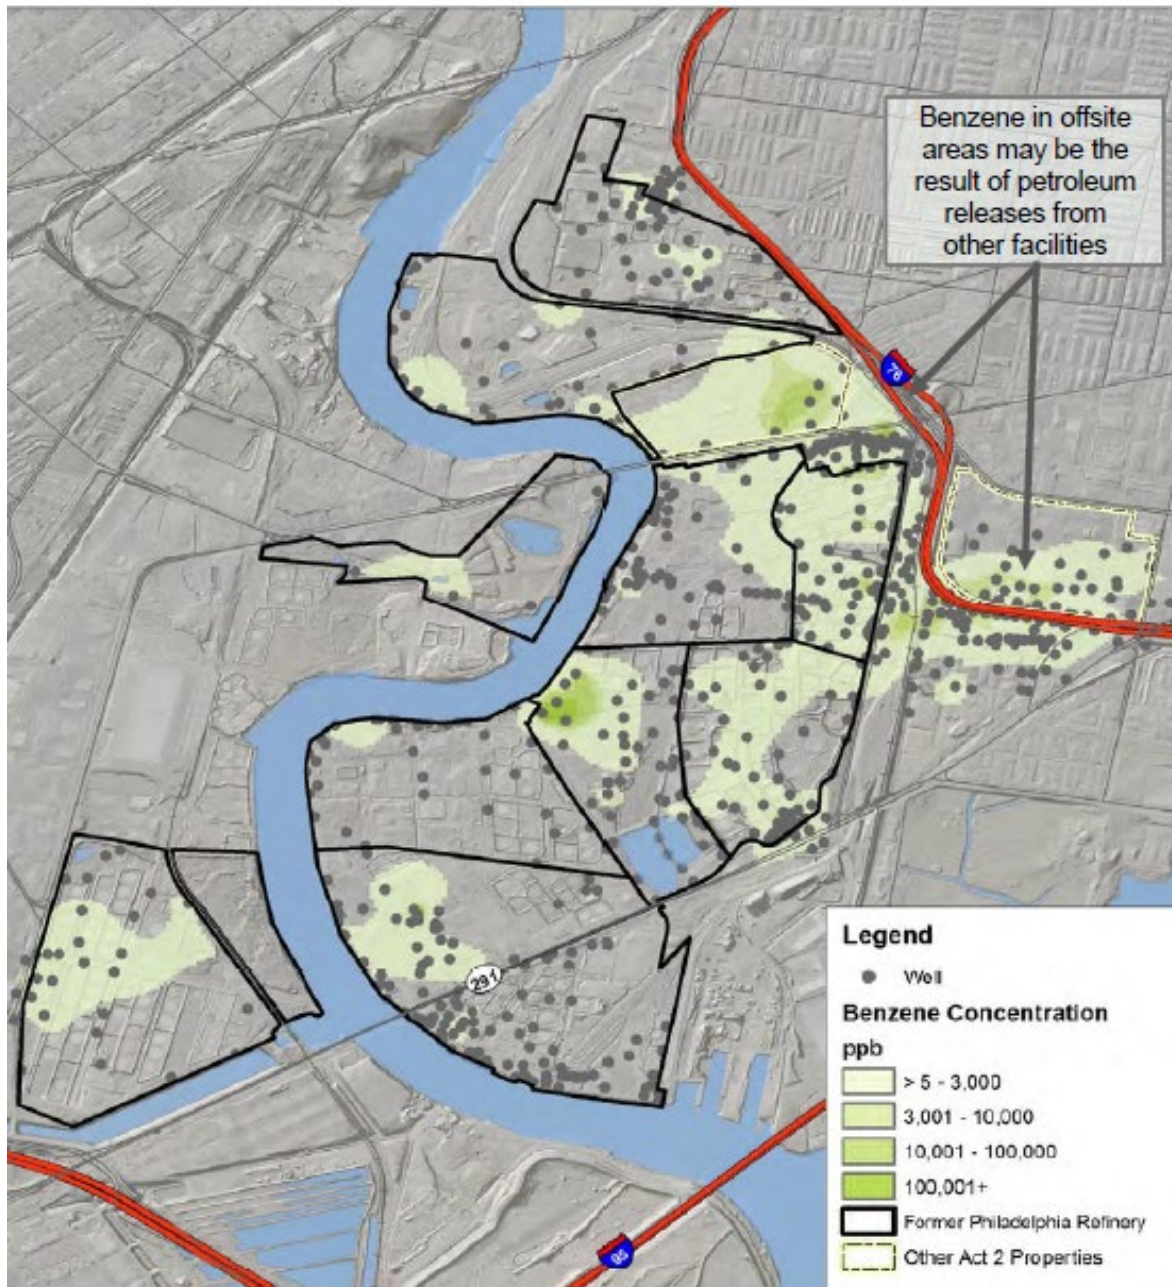 Benzene in offsite
areas may be the
result of petroleum
releases from
other facilities
76
291
Legend
Well
Benzene Concentration
ppb
> 5 - 3,000
3,001 - 10,000
10,001 - 100,000
100,001+
Former Philadelphia Refinery
Other Act 2 Properties
95